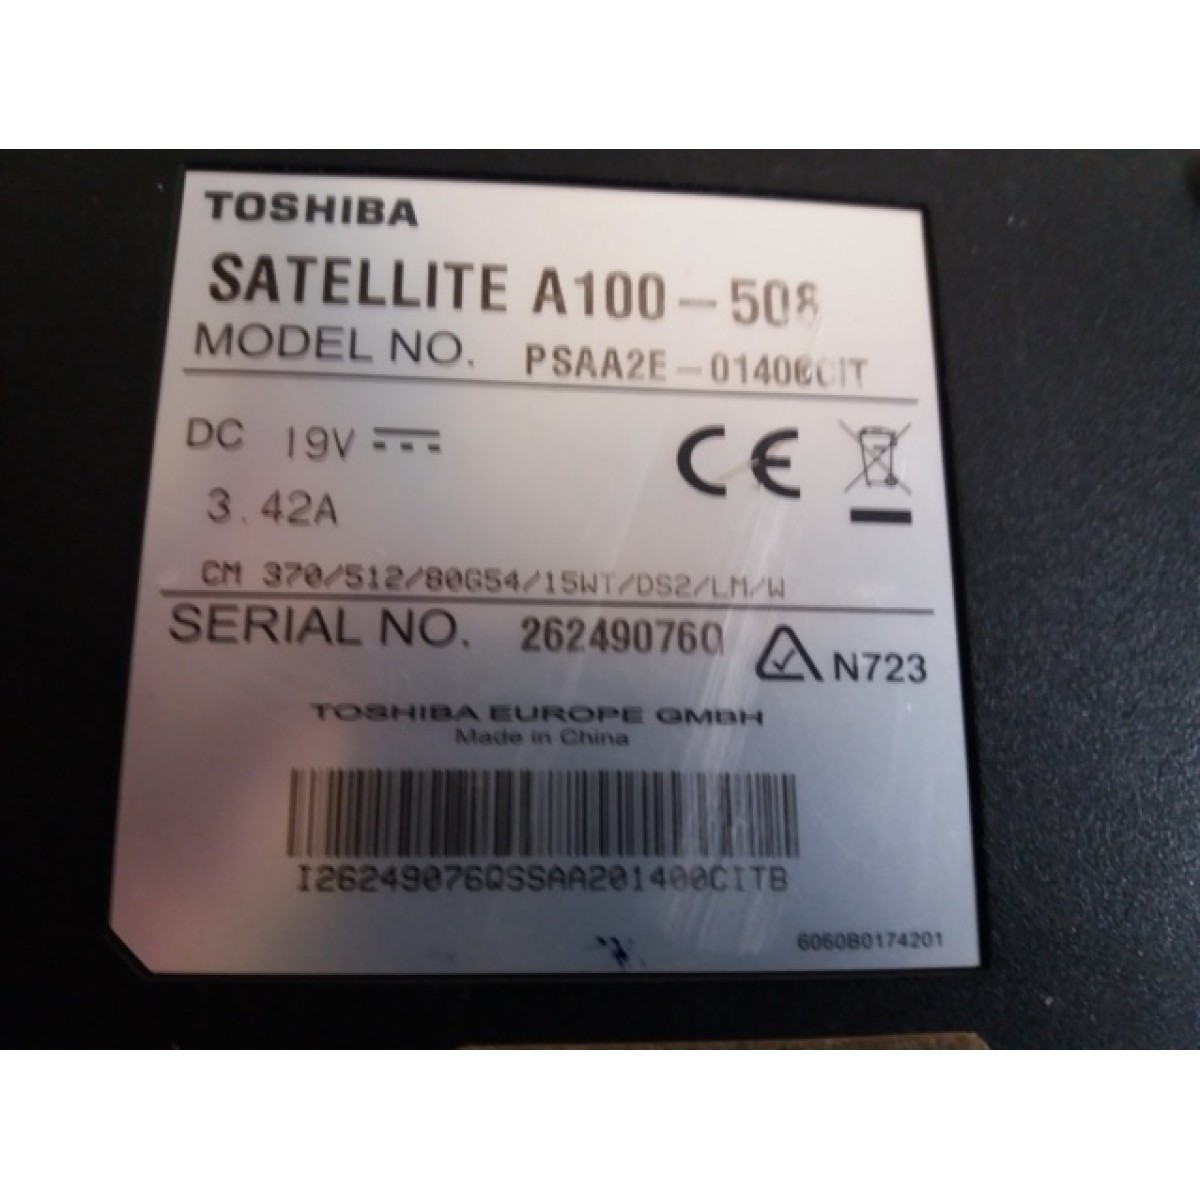 TOSHIBA
SATELLITE A100-508
MODEL NO. PSAA2E-01400CIT
DC 19V
3.42A
CM 370/512/80G54/15WT/DS2/LM/W
SERIAL NO. 26249076Q
N723
TOSHIBA EUROPE GMBH
Made in China
I26249076QSSAA201400CITB
6060B0174201